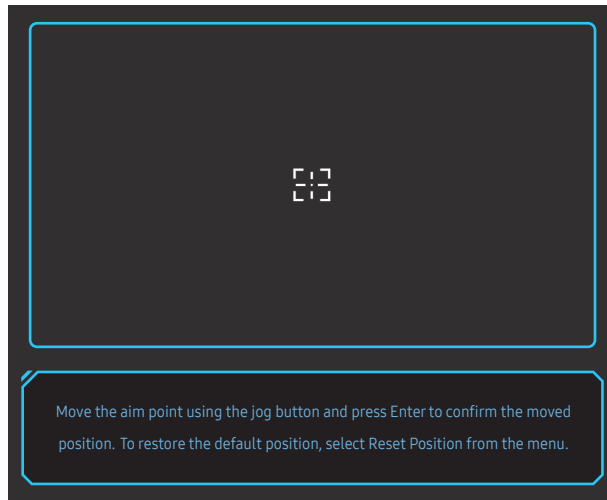 Move the aim point using the jog button and press Enter to confirm the moved
position. To restore the default position, select Reset Position from the menu.